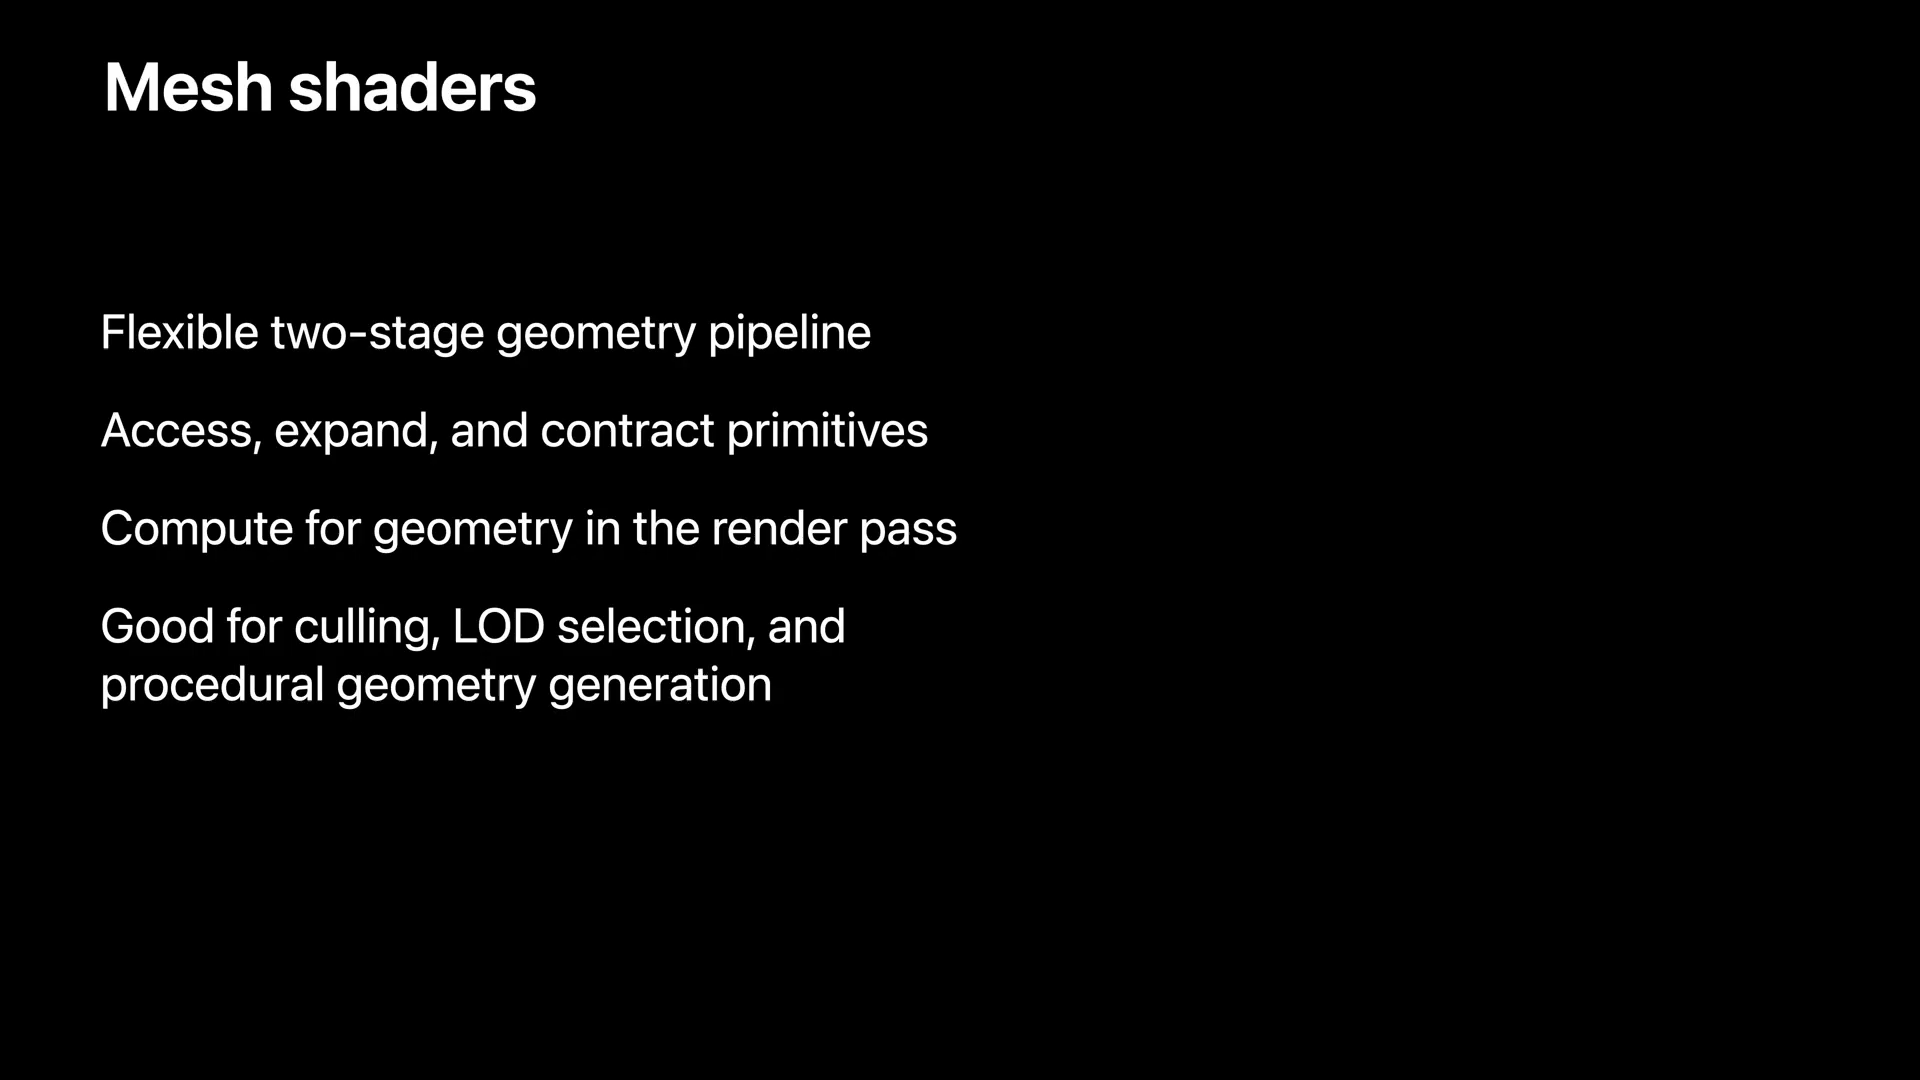 Mesh shaders
Flexible two-stage geometry pipeline
Access, expand, and contract primitives
Compute for geometry in the render pass
Good for culling, LOD selection, and
procedural geometry generation